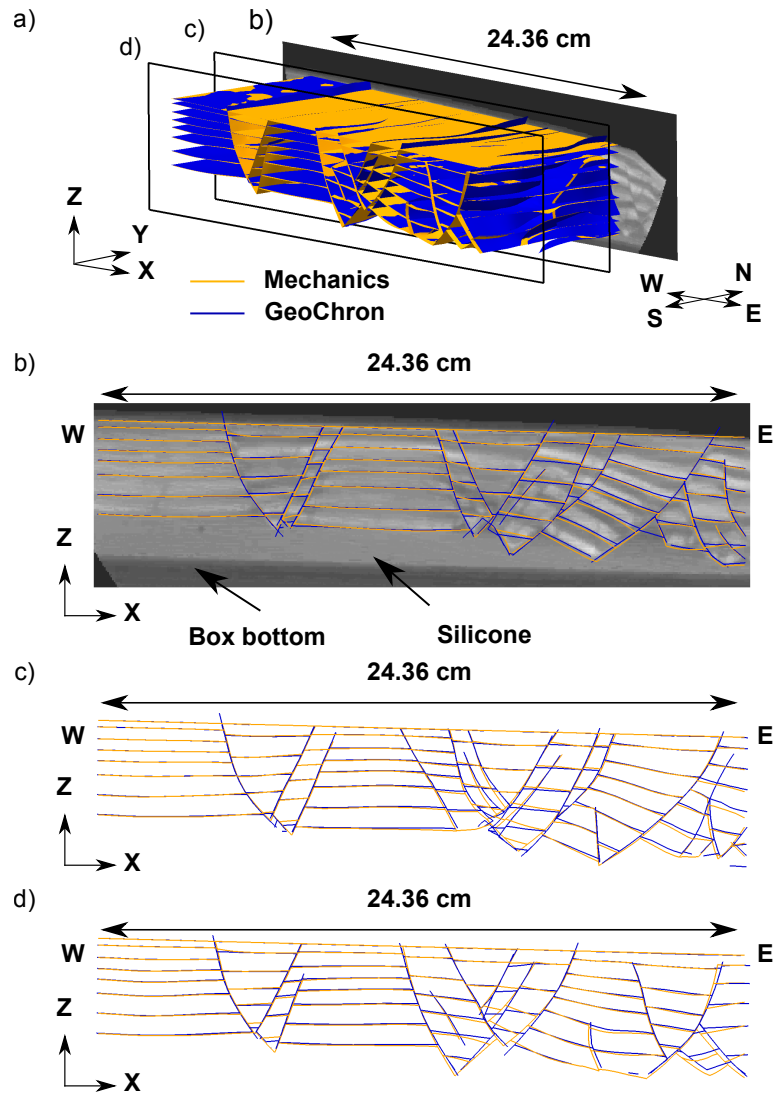 a)
b)
c)
d)
24.36 cm
Z
Y
X
Mechanics
GeoChron
W
N
S
E
b)
24.36 cm
W
E
Z
X
Box bottom
Silicone
c)
24.36 cm
W
E
Z
X
d)
24.36 cm
W
E
Z
X